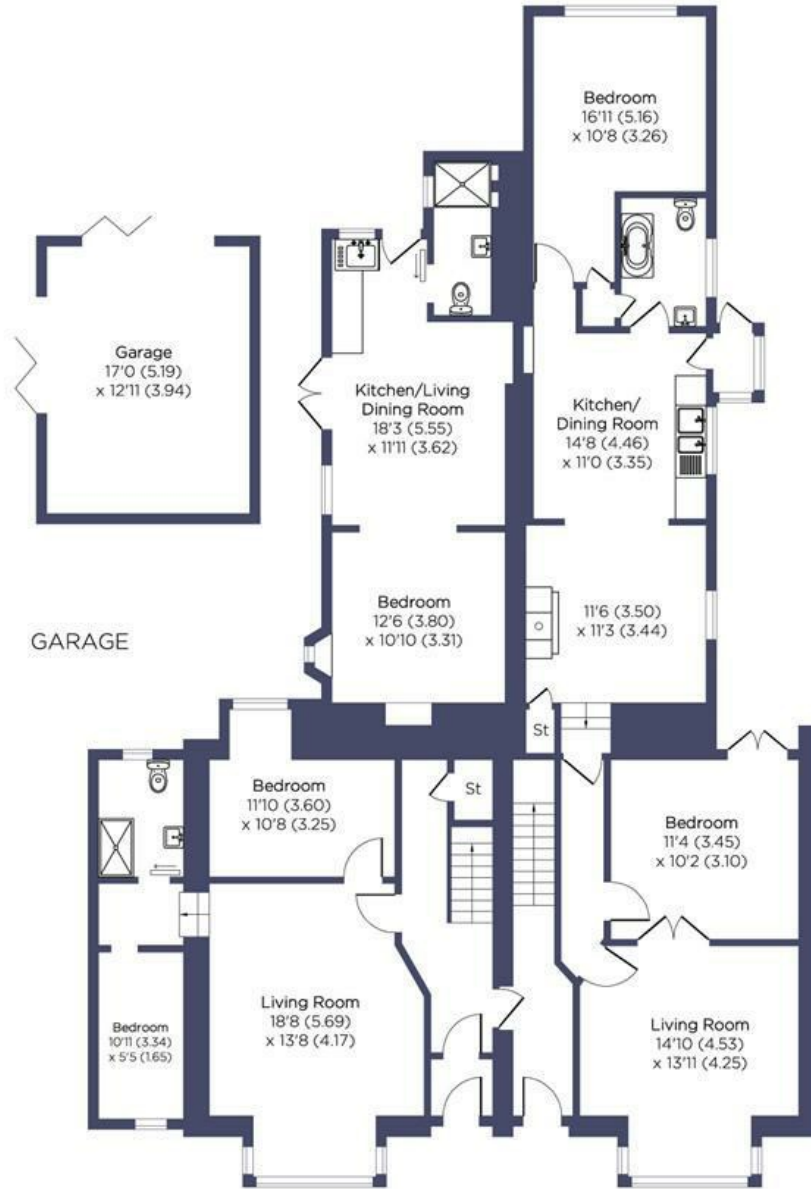 Bedroom
16'11 (5.16)
x 10'8 (3.26)
Garage
17'0 (5.19)
x 12'11 (3.94)
Kitchen/Living
Dining Room
18'3 (5.55)
x 11'11 (3.62)
Kitchen/
Dining Room
14'8 (4.46)
x 11'0 (3.35)
Bedroom
12'6 (3.80)
x 10'10 (3.31)
11'6 (3.50)
x 11'3 (3.44)
GARAGE
St
Bedroom
11'10 (3.60)
x 10'8 (3.25)
St
Bedroom
11'4 (3.45)
x 10'2 (3.10)
Bedroom
10'11 (3.34)
x 5'5 (1.65)
Living Room
18'8 (5.69)
x 13'8 (4.17)
Living Room
14'10 (4.53)
x 13'11 (4.25)